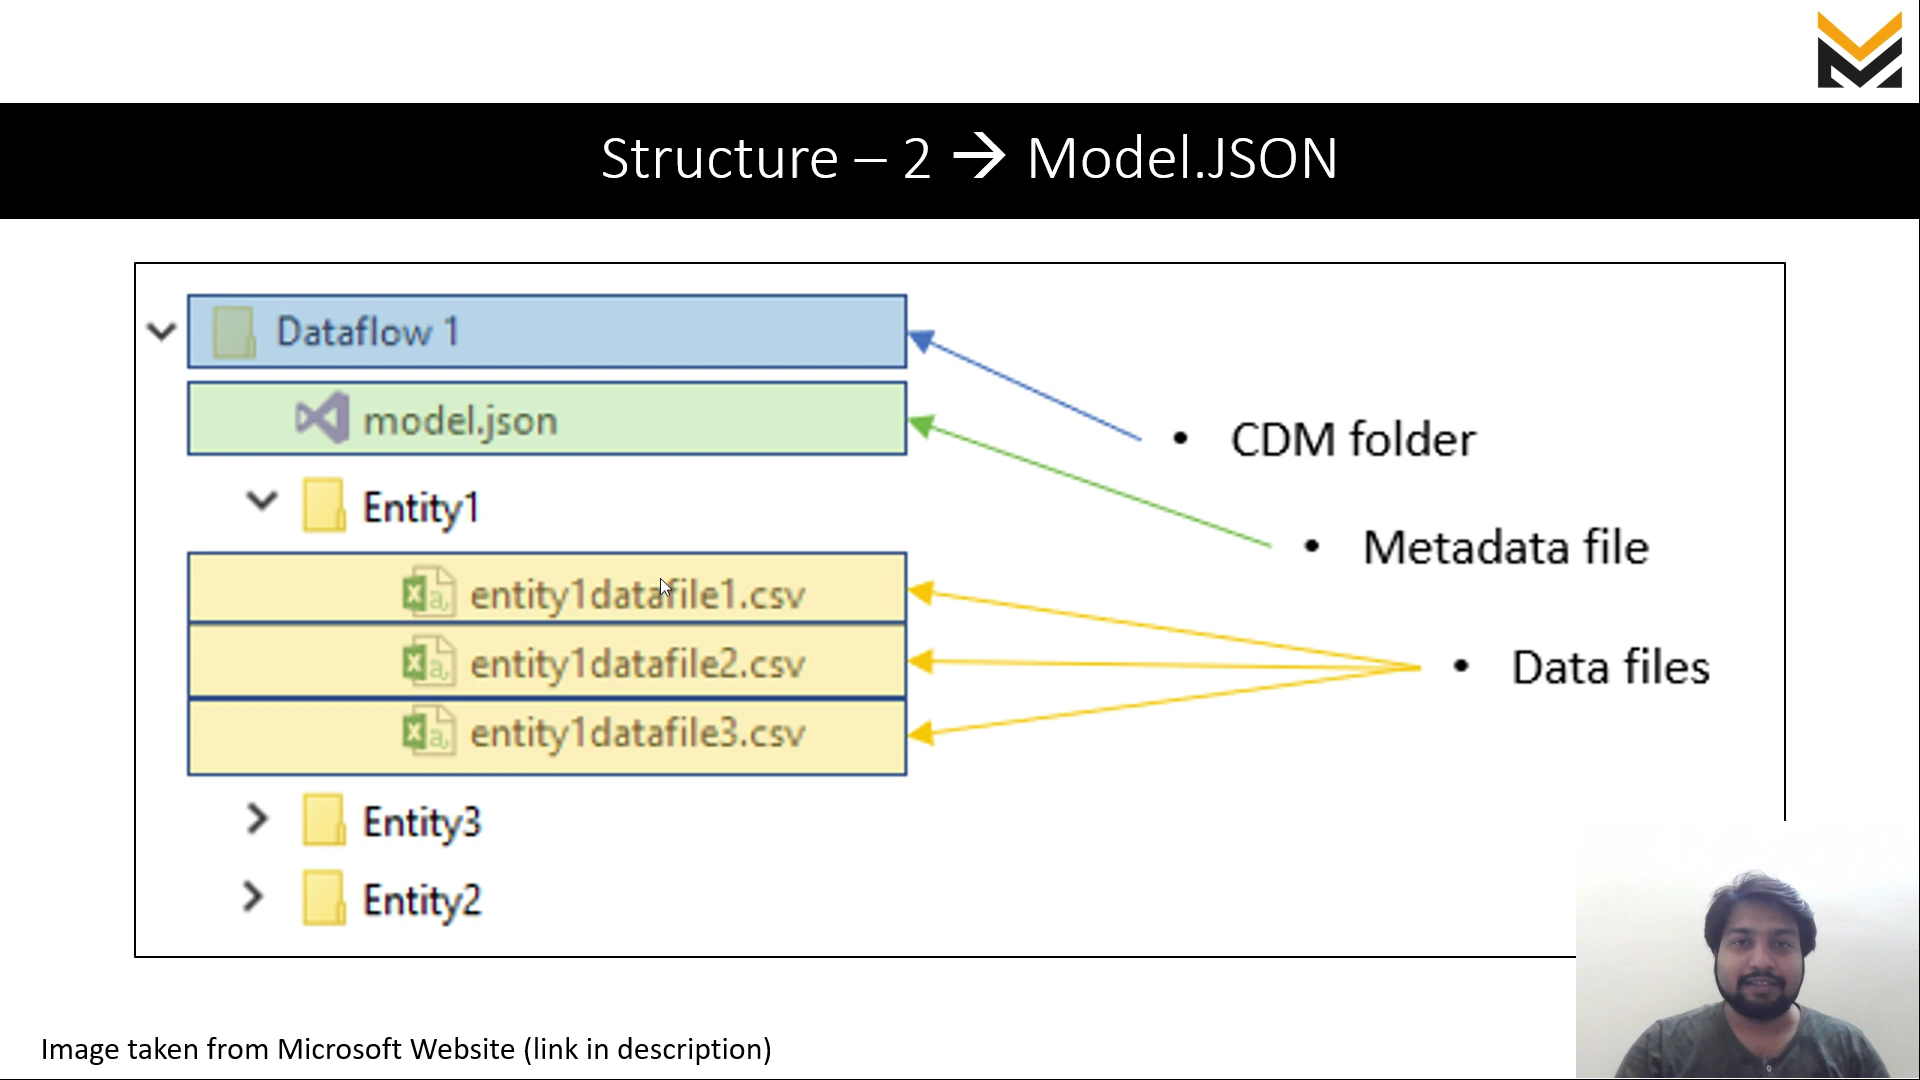 Structure – 2 → Model.JSON
Dataflow 1
model.json
Entity1
entity1datafile1.csv
entity1datafile2.csv
entity1datafile3.csv
Entity3
Entity2
• CDM folder
• Metadata file
• Data files
Image taken from Microsoft Website (link in description)